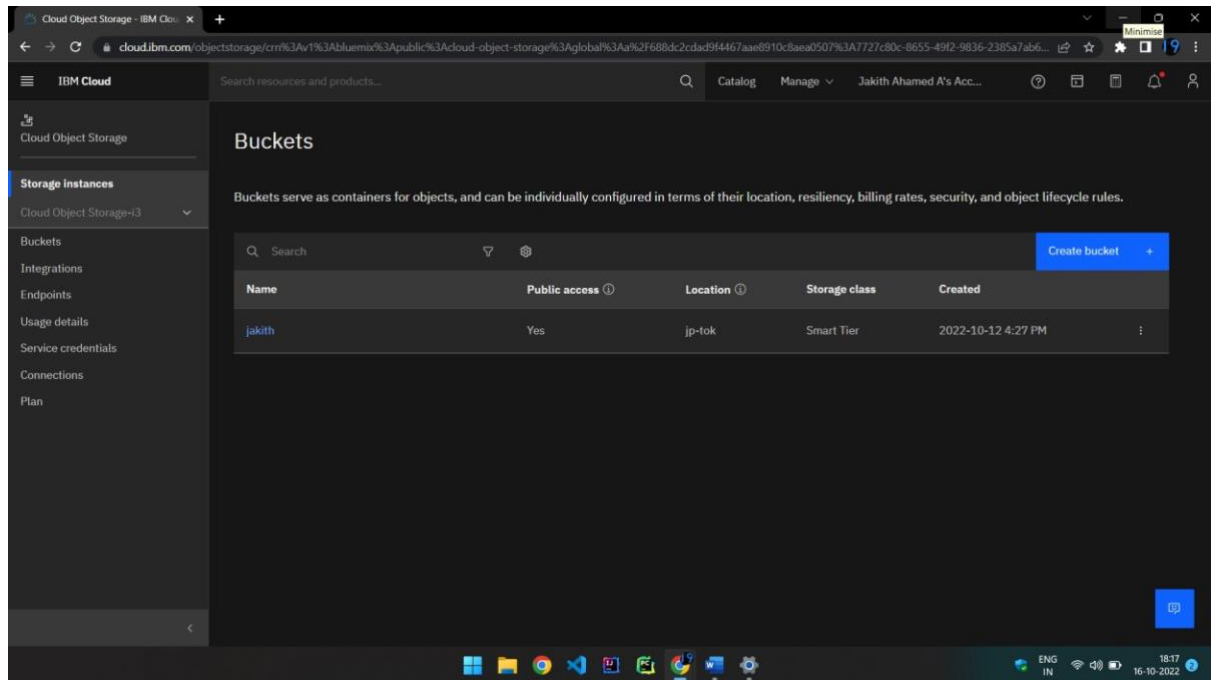 Cloud Object Storage - IBM Clou
Minimise
cloud.ibm.com/objectstorage/crn%3Av1%3Abluemix%3Apublic%3Acloud-object-storage%3Aglobal%3Aa%2F688dc2cdad9f4467aae8910c8aea0507%3A7727c80c-8655-49f2-9836-2385a7ab6...
19
IBM Cloud
Search resources and products...
Catalog
Manage
Jakith Ahamed A's Acc...
Cloud Object Storage
Storage instances
Cloud Object Storage-i3
Buckets
Integrations
Endpoints
Usage details
Service credentials
Connections
Plan
Buckets
Buckets serve as containers for objects, and can be individually configured in terms of their location, resiliency, billing rates, security, and object lifecycle rules.
Search
Create bucket +
Name Public access Location Storage class Created
jakith Yes jp-tok Smart Tier 2022-10-12 4:27 PM
ENG
IN
18:17
16-10-2022
2